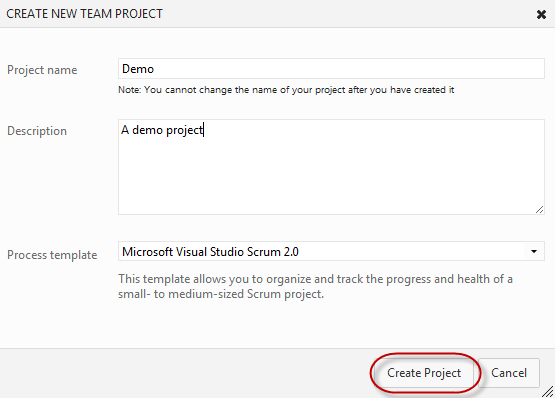 CREATE NEW TEAM PROJECT
Project name
Demo
Note: You cannot change the name of your project after you have created it
Description
A demo project
Process template
Microsoft Visual Studio Scrum 2.0
This template allows you to organize and track the progress and health of a
small- to medium-sized Scrum project.
Create Project
Cancel